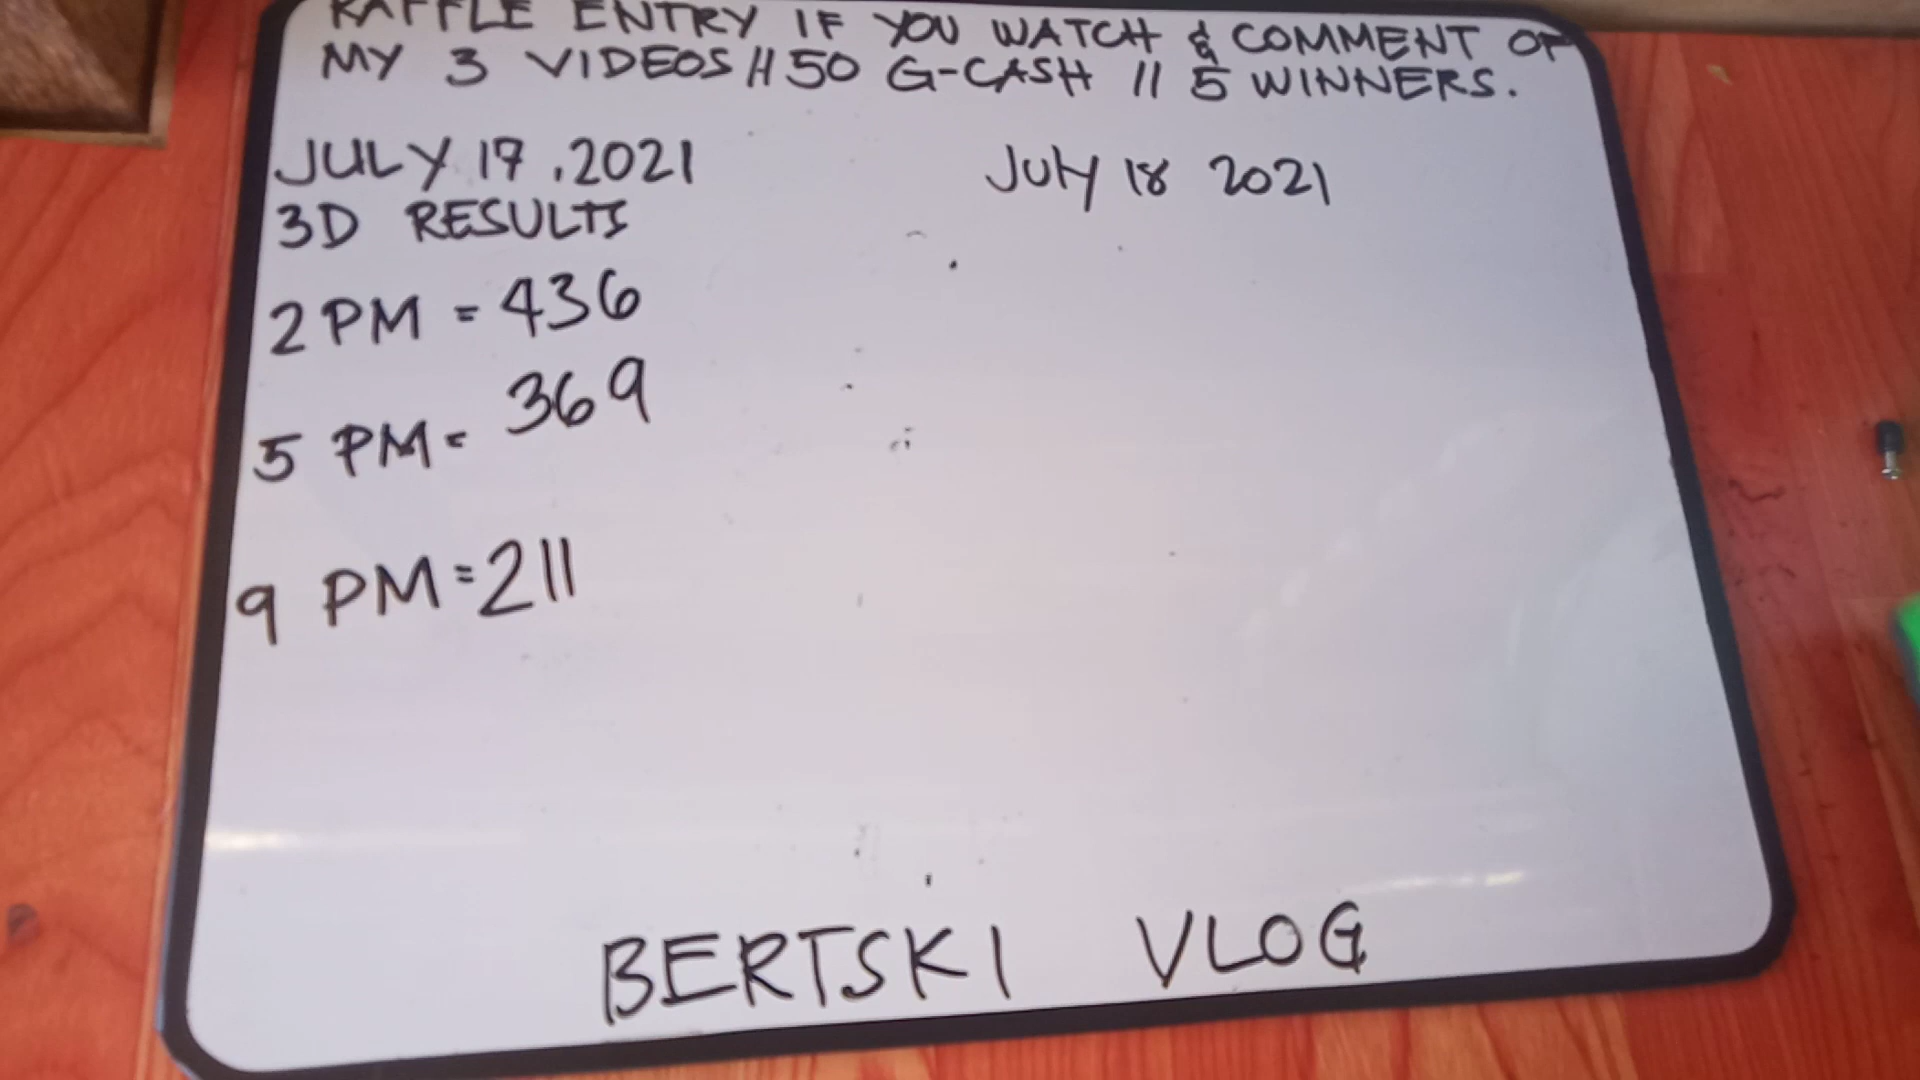 RAFFLE ENTRY IF YOU WATCH & COMMENT OF
MY 3 VIDEOS // 50 G-CASH // 5 WINNERS.
JULY 17, 2021
3D RESULTS
2 PM = 436
5 PM = 369
9 PM = 211
July 18 2021
BERTSKI VLOG